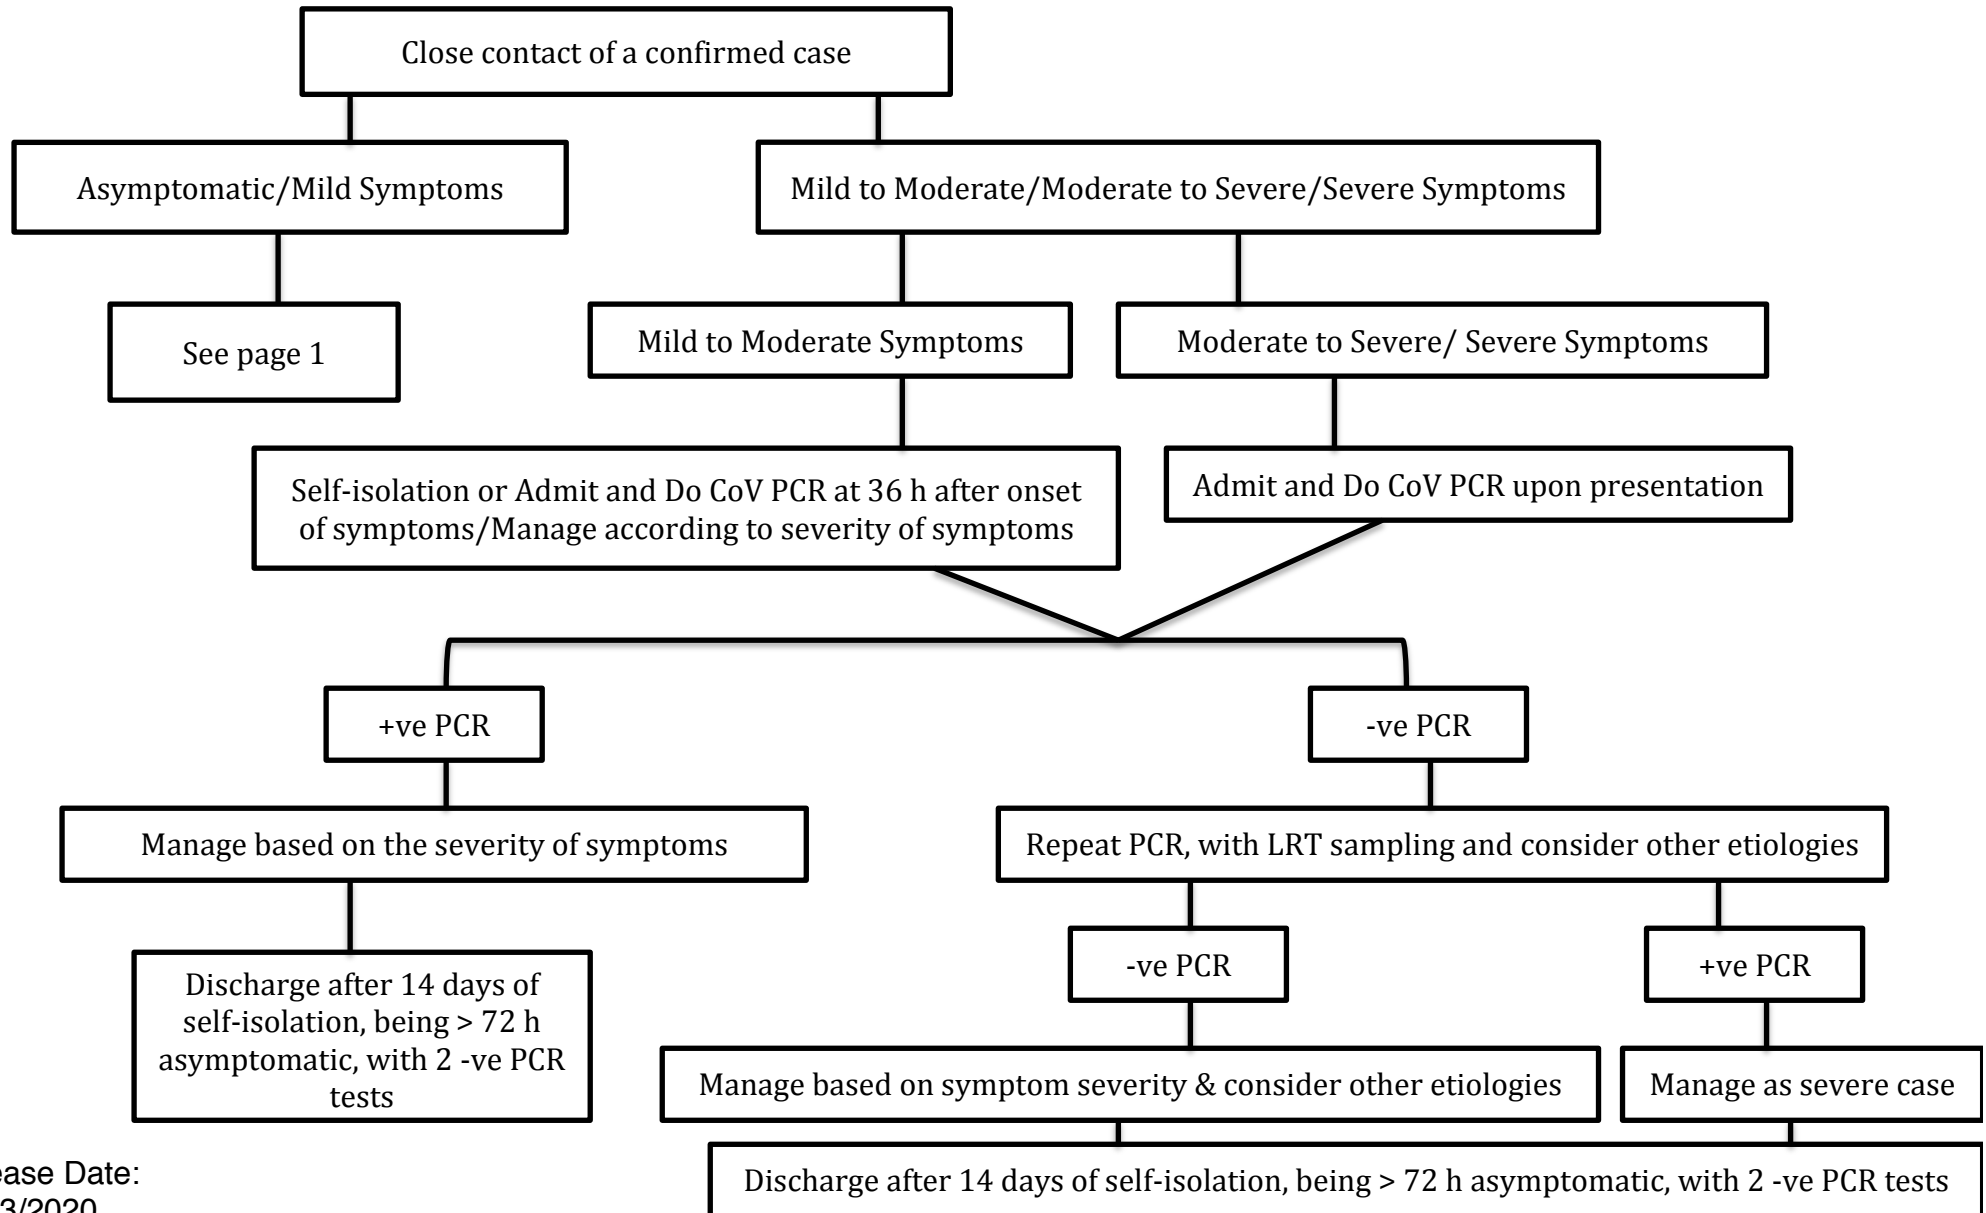 Close contact of a confirmed case
Asymptomatic/Mild Symptoms
Mild to Moderate/Moderate to Severe/Severe Symptoms
See page 1
Mild to Moderate Symptoms
Moderate to Severe/ Severe Symptoms
Self-isolation or Admit and Do CoV PCR at 36 h after onset
of symptoms/Manage according to severity of symptoms
Admit and Do CoV PCR upon presentation
+ve PCR
-ve PCR
Manage based on the severity of symptoms
Repeat PCR, with LRT sampling and consider other etiologies
-ve PCR
+ve PCR
Discharge after 14 days of
self-isolation, being > 72 h
asymptomatic, with 2 -ve PCR
tests
Manage based on symptom severity & consider other etiologies
Manage as severe case
Discharge after 14 days of self-isolation, being > 72 h asymptomatic, with 2 -ve PCR tests
ease Date:
3/2020